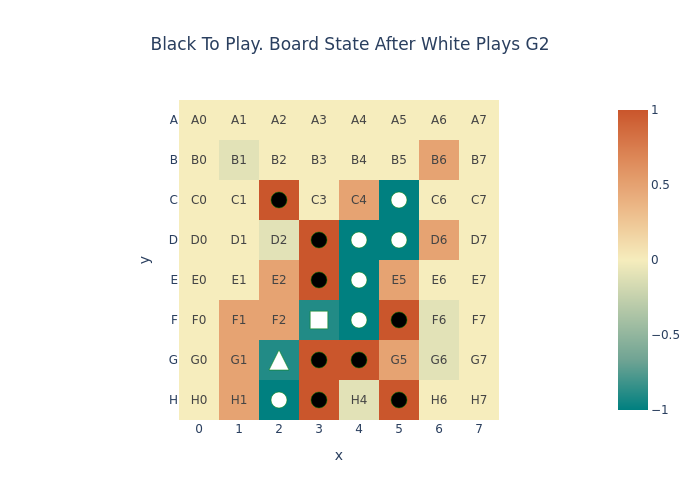 Black To Play. Board State After White Plays G2
A A0 A1 A2 A3 A4 A5 A6 A7
B B0 B1 B2 B3 B4 B5 B6 B7
C C0 C1 C3 C4 C6 C7
D D0 D1 D2 D6 D7
E E0 E1 E2 E5 E6 E7
F F0 F1 F2 F6 F7
G G0 G1 G5 G6 G7
H H0 H1 H4 H6 H7
0 1 2 3 4 5 6 7
x
y
1
0.5
0
−0.5
−1